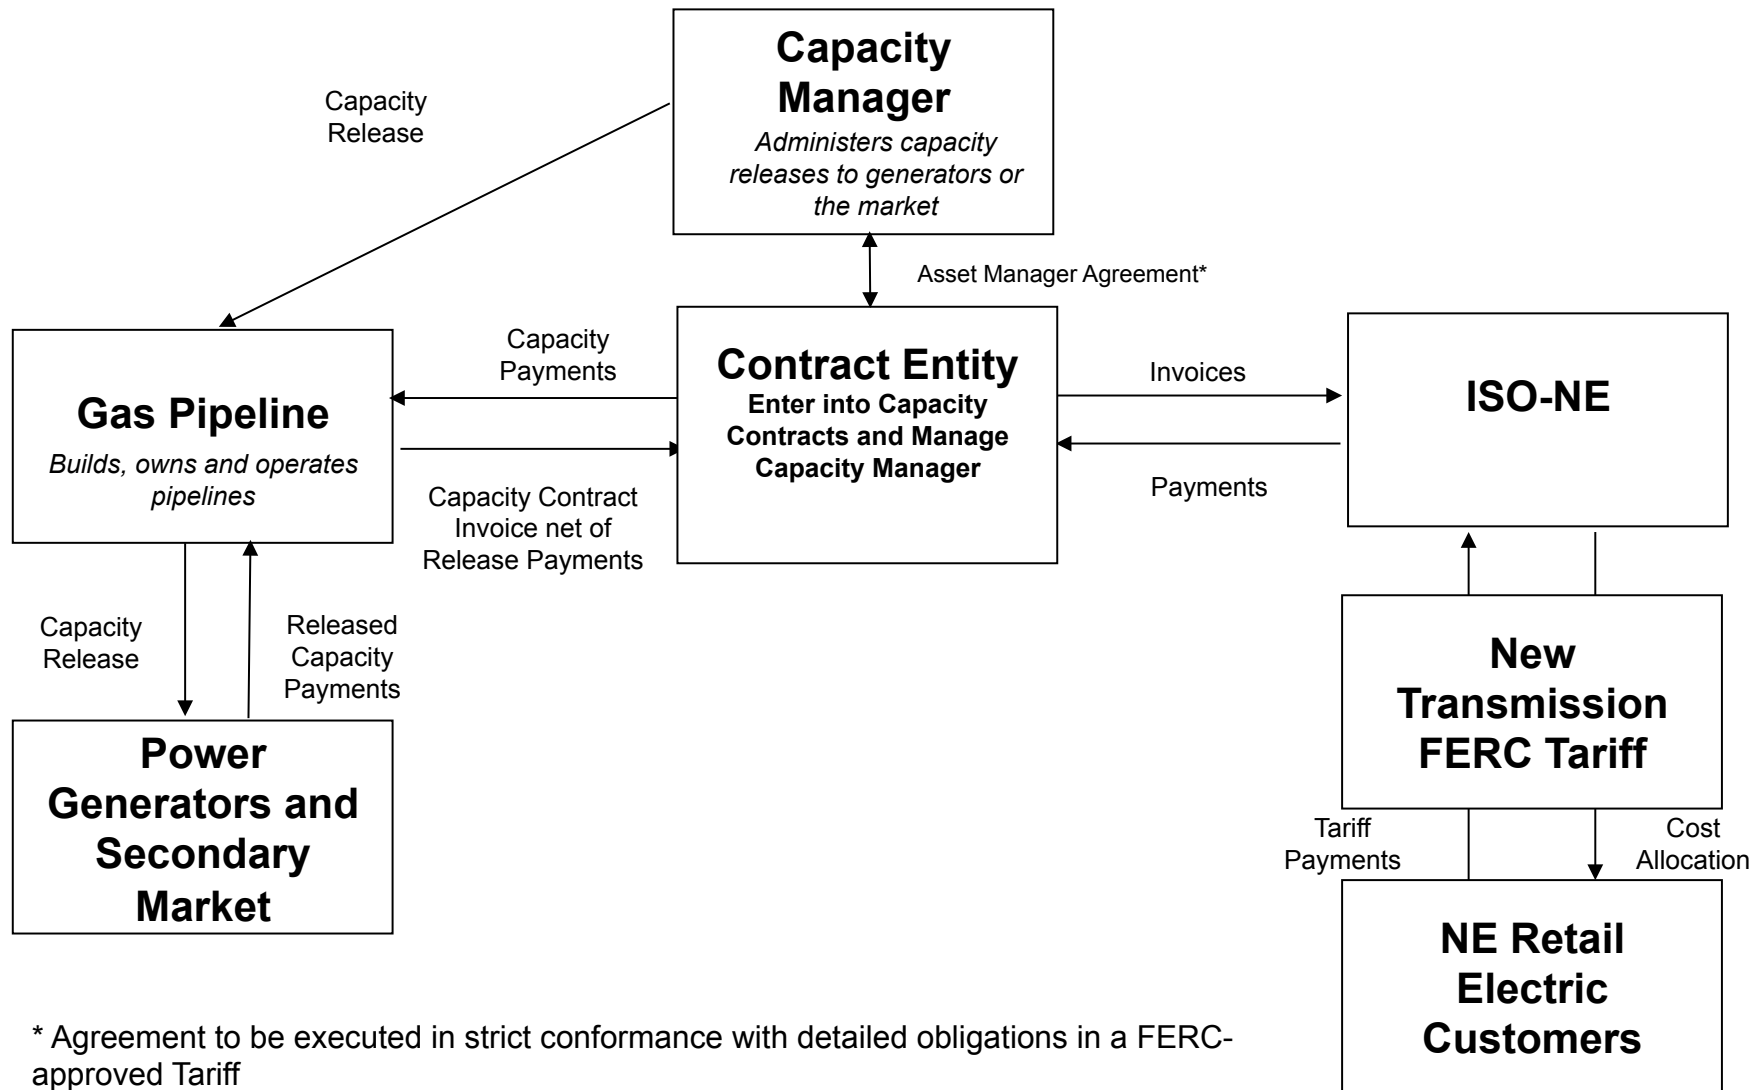 Capacity
Manager
Administers capacity
releases to generators or
the market
Capacity
Release
Asset Manager Agreement*
Gas Pipeline
Builds, owns and operates
pipelines
Capacity
Payments
Capacity Contract
Invoice net of
Release Payments
Contract Entity
Enter into Capacity
Contracts and Manage
Capacity Manager
Invoices
Payments
ISO-NE
Capacity
Release
Released
Capacity
Payments
Power
Generators and
Secondary
Market
New
Transmission
FERC Tariff
Tariff
Payments
Cost
Allocation
NE Retail
Electric
Customers
* Agreement to be executed in strict conformance with detailed obligations in a FERC-
approved Tariff